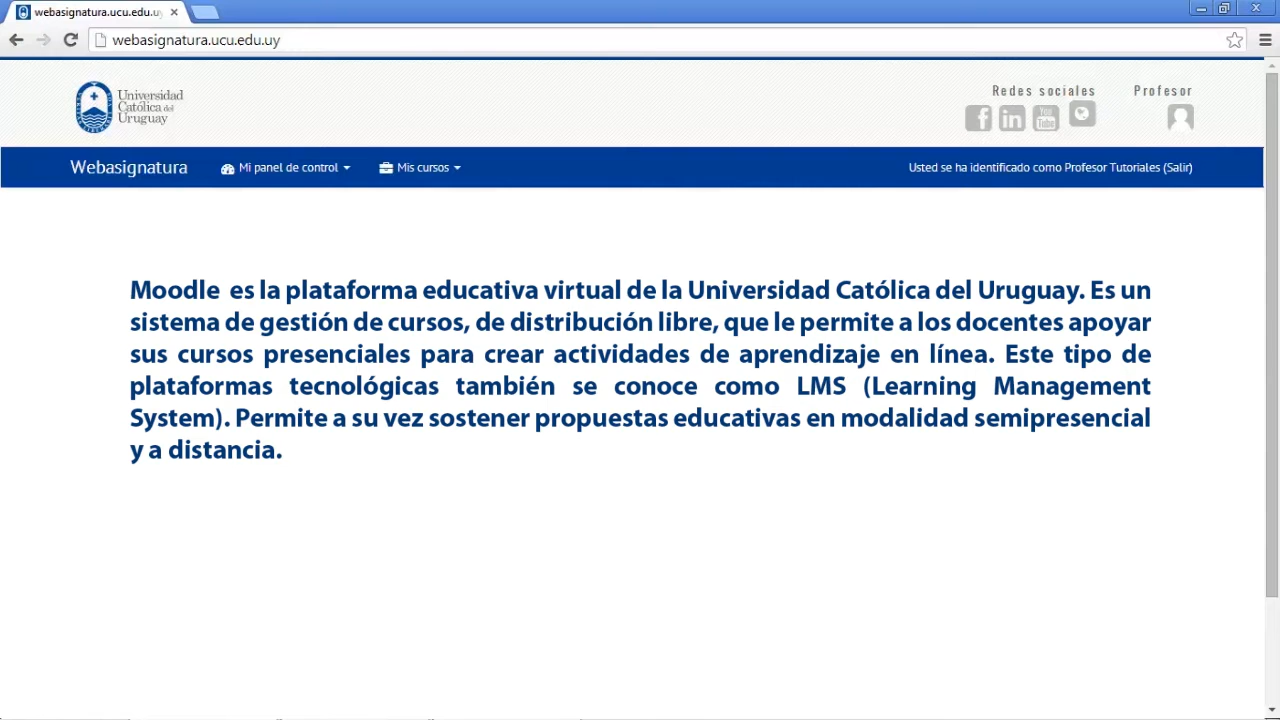 webasignatura.ucu.edu.u
webasignatura.ucu.edu.uy
Universidad
Católica del
Uruguay
Redes sociales
Profesor
You
Tube
Webasignatura
Mi panel de control
Mis cursos
Usted se ha identificado como Profesor Tutoriales (Salir)
Moodle es la plataforma educativa virtual de la Universidad Católica del Uruguay. Es un
sistema de gestión de cursos, de distribución libre, que le permite a los docentes apoyar
sus cursos presenciales para crear actividades de aprendizaje en línea. Este tipo de
plataformas tecnológicas también se conoce como LMS (Learning Management
System). Permite a su vez sostener propuestas educativas en modalidad semipresencial
y a distancia.